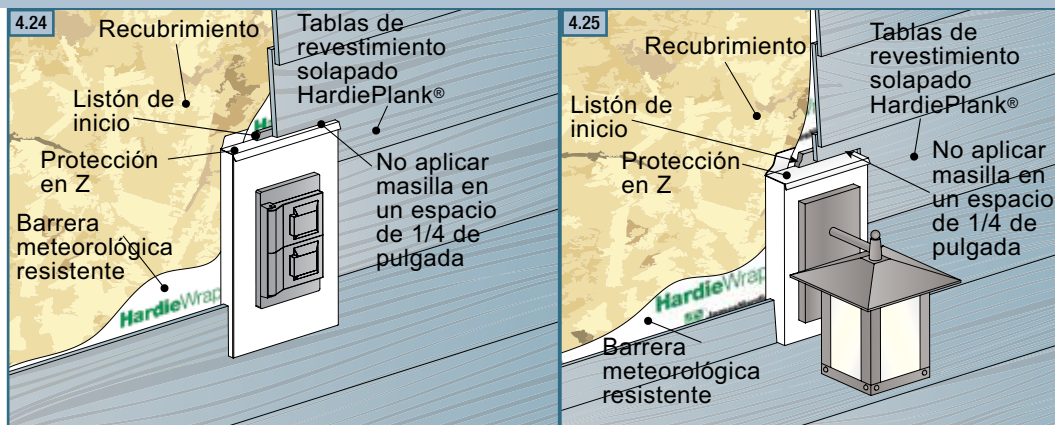 4.24
Recubrimiento
Tablas de
revestimiento
solapado
HardiePlank®
Listón de
inicio
Protección
en Z
No aplicar
masilla en
un espacio
de 1/4 de
pulgada
Barrera
meteorológica
resistente
HardieWrap
4.25
Recubrimiento
Tablas de
revestimiento
solapado
HardiePlank®
Listón de
inicio
Protección
en Z
No aplicar
masilla en
un espacio
de 1/4 de
pulgada
HardieWrap
Barrera
meteorológica
resistente